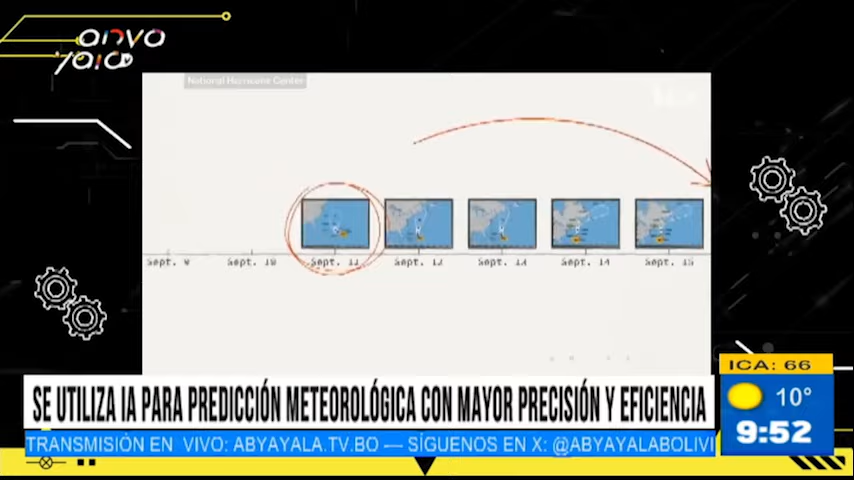 National Hurricane Center
Sept. 9
Sept. 10
Sept. 11
Sept. 12
Sept. 13
Sept. 14
Sept. 15
ICA: 66
SE UTILIZA IA PARA PREDICCIÓN METEOROLÓGICA CON MAYOR PRECISIÓN Y EFICIENCIA
10°
9:52
TRANSMISIÓN EN VIVO: ABYAYALA.TV.BO — SÍGUENOS EN X: @ABYAYALABOLIVI